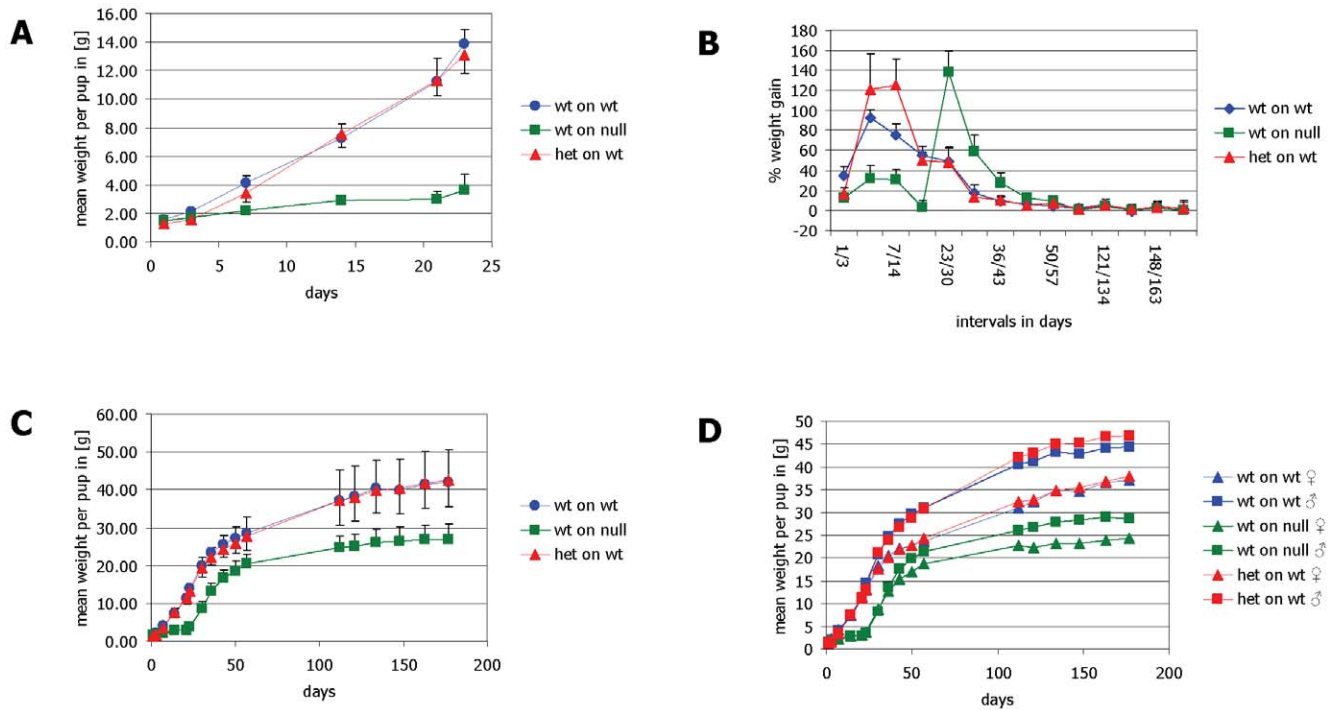 A
mean weight per pup in [g]
16.00
14.00
12.00
10.00
8.00
6.00
4.00
2.00
0.00
0 5 10 15 20 25
days
wt on wt
wt on null
het on wt
B
% weight gain
180
160
140
120
100
80
60
40
20
0
-20
1/3 7/14 23/30 36/43 50/57 121/134 148/163
intervals in days
wt on wt
wt on null
het on wt
C
mean weight per pup in [g]
60.00
50.00
40.00
30.00
20.00
10.00
0.00
0 50 100 150 200
days
wt on wt
wt on null
het on wt
D
mean weight per pup in [g]
50
45
40
35
30
25
20
15
10
5
0
0 50 100 150 200
days
wt on wt ♀
wt on wt ♂
wt on null ♀
wt on null ♂
het on wt ♀
het on wt ♂